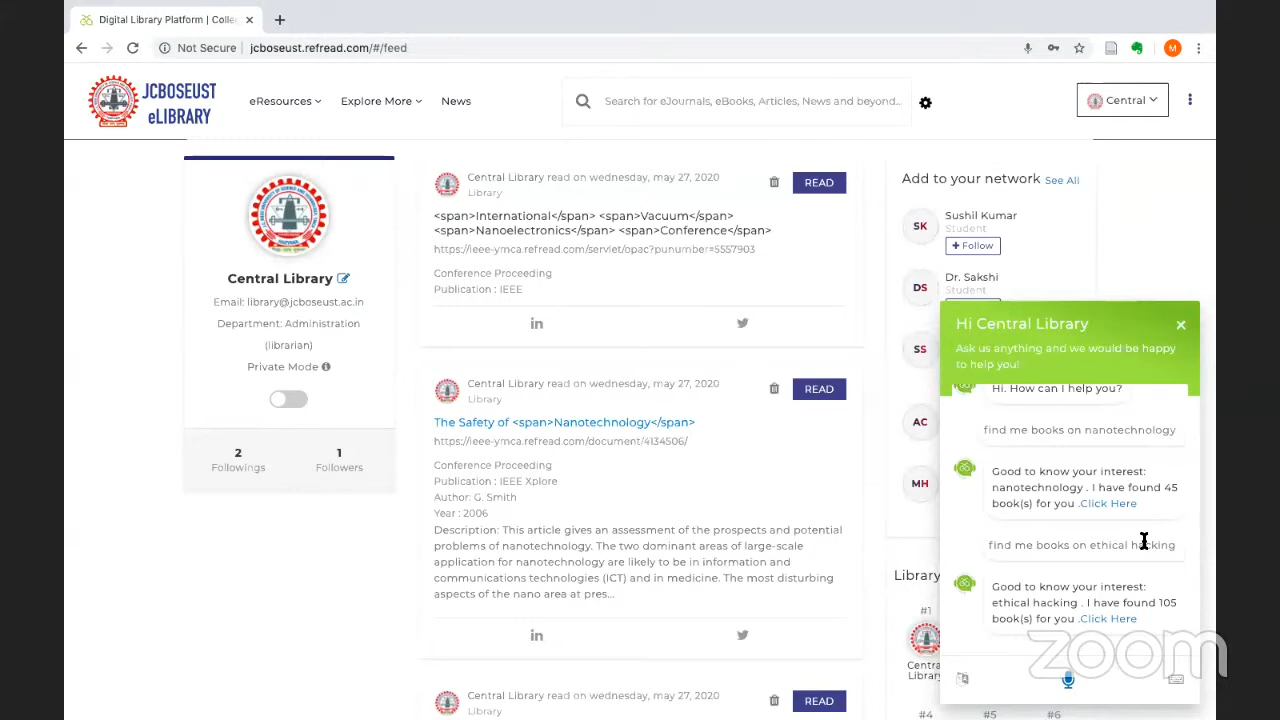 Digital Library Platform | Colle
Not Secure | jcboseust.refread.com/#/feed
M
JCBOSEUST
eLIBRARY
eResources
Explore More
News
Search for eJournals, eBooks, Articles, News and beyond...
Central
Central Library
Email: library@jcboseust.ac.in
Department: Administration
(librarian)
Private Mode
2
Followings
1
Followers
Central Library read on wednesday, may 27, 2020
Library
READ
<span>International</span> <span>Vacuum</span>
<span>Nanoelectronics</span> <span>Conference</span>
https://ieee-ymca.refread.com/servlet/opac?punumber=5557903
Conference Proceeding
Publication : IEEE
Central Library read on wednesday, may 27, 2020
Library
READ
The Safety of <span>Nanotechnology</span>
https://ieee-ymca.refread.com/document/4134506/
Conference Proceeding
Publication : IEEE Xplore
Author: G. Smith
Year : 2006
Description: This article gives an assessment of the prospects and potential
problems of nanotechnology. The two dominant areas of large-scale
application for nanotechnology are likely to be in information and
communications technologies (ICT) and in medicine. The most disturbing
aspects of the nano area at pres...
Central Library read on wednesday, may 27, 2020
Library
READ
Add to your network See All
SK
Sushil Kumar
Student
+ Follow
DS
Dr. Sakshi
Student
SS
AC
MH
Library
#1
Central
Library
#4
#5
#6
Hi Central Library
Ask us anything and we would be happy
to help you!
Hi. How can I help you?
find me books on nanotechnology
Good to know your interest:
nanotechnology . I have found 45
book(s) for you .Click Here
find me books on ethical hacking
Good to know your interest:
ethical hacking . I have found 105
book(s) for you .Click Here
zoom